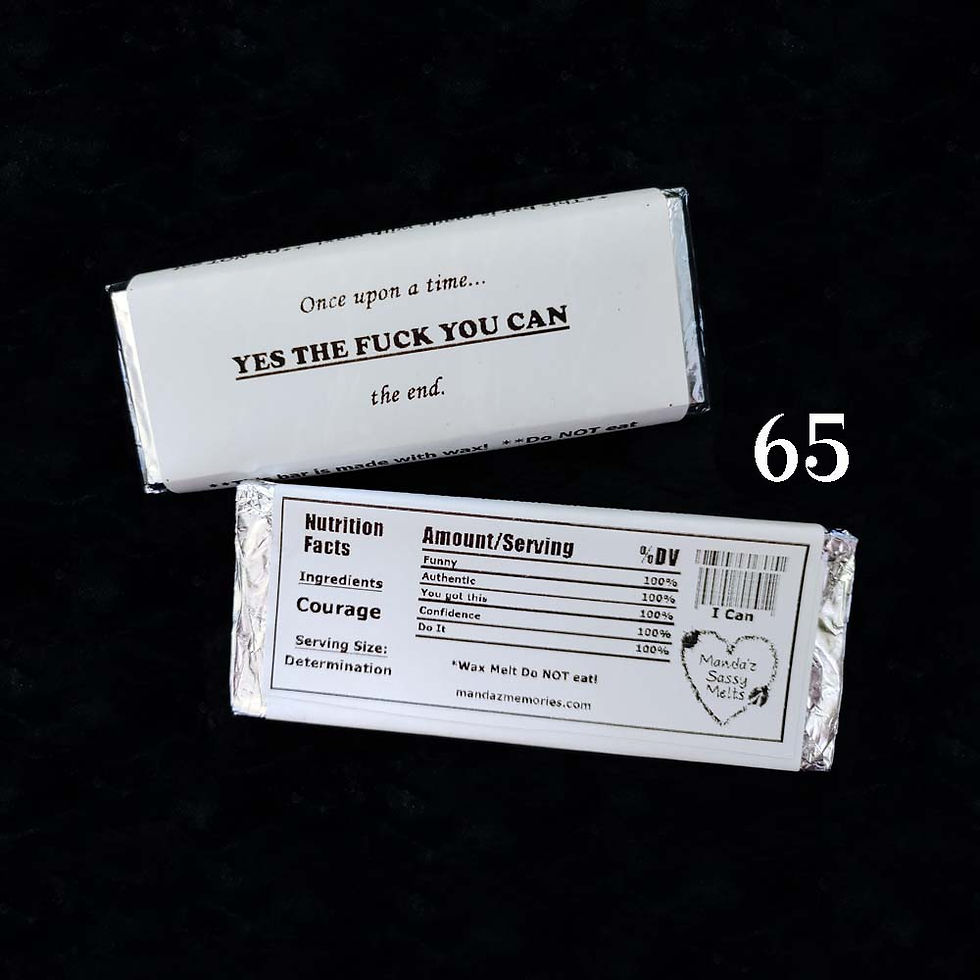 Once upon a time...
YES THE FUCK YOU CAN
the end.
bar is made with wax! **Do NOT eat
65
Nutrition
Facts
Ingredients
Courage
Serving Size:
Determination
Amount/Serving %DV
Funny 100%
Authentic 100%
You got this 100%
Confidence 100%
Do It 100%
*Wax Melt Do NOT eat!
mandazmemories.com
I Can
Manda'z
Sassy
Melts